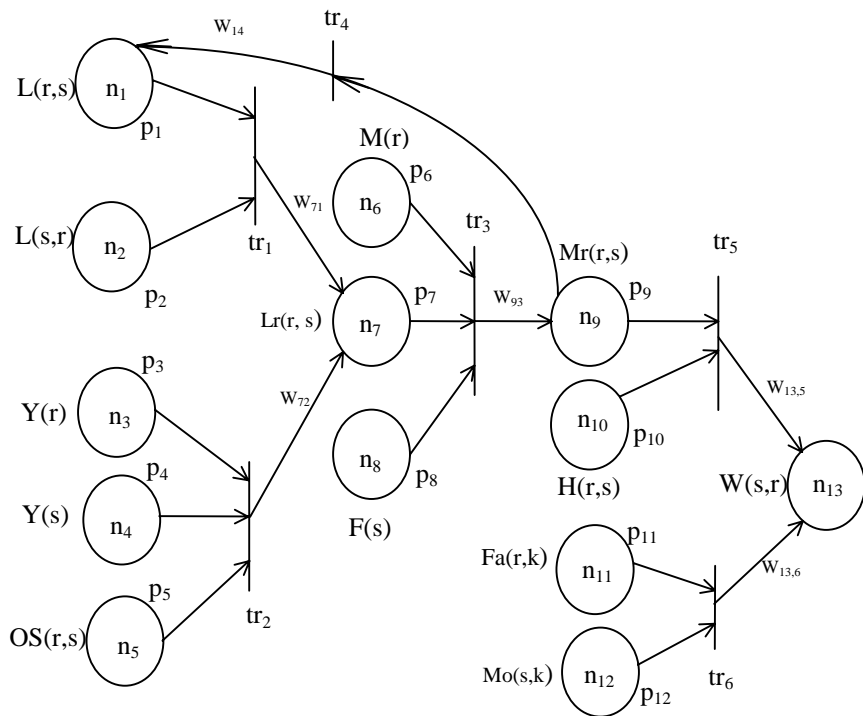 tr₄
W₁₄
L(r,s)
n₁
p₁
M(r)
n₆
p₆
L(s,r)
n₂
p₂
tr₁
W₇₁
tr₃
Mr(r,s)
tr₅
Lr(r, s)
n₇
p₇
W₉₃
n₉
p₉
Y(r)
n₃
p₃
W₇₂
W₁₃,₅
n₁₀
p₁₀
H(r,s)
Y(s)
n₄
p₄
n₈
p₈
F(s)
W(s,r)
n₁₃
OS(r,s)
n₅
p₅
tr₂
Fa(r,k)
n₁₁
p₁₁
W₁₃,₆
Mo(s,k)
n₁₂
p₁₂
tr₆